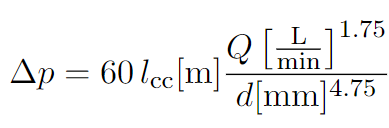 Δp = 60 l_cc[m] Q [L/min]^1.75 / d[mm]^4.75